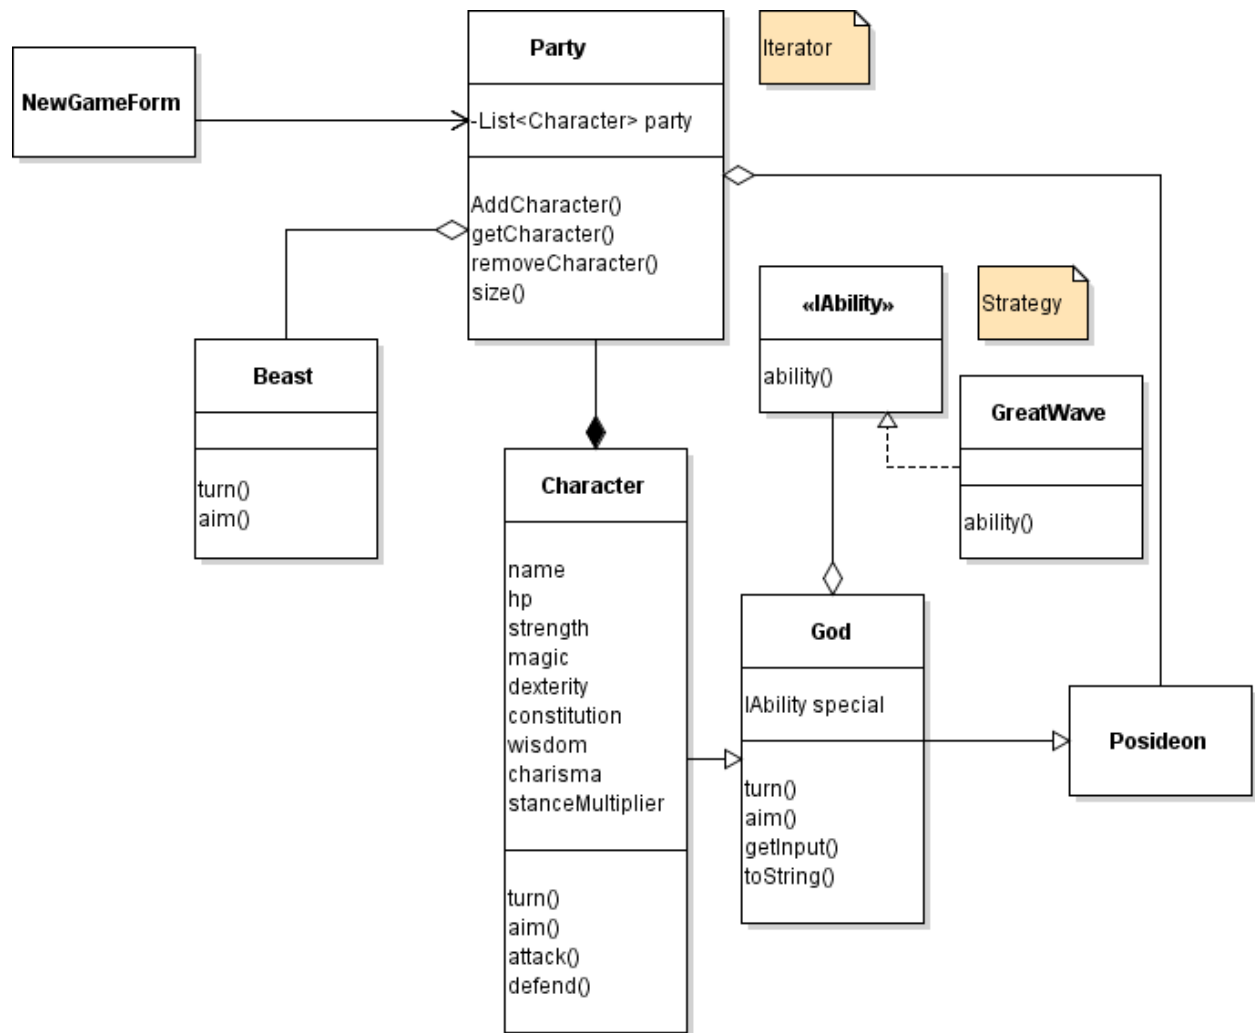 NewGameForm
Party
-List<Character> party
AddCharacter()
getCharacter()
removeCharacter()
size()
Iterator
Beast
turn()
aim()
«IAbility»
ability()
Strategy
GreatWave
ability()
Character
name
hp
strength
magic
dexterity
constitution
wisdom
charisma
stanceMultiplier
turn()
aim()
attack()
defend()
God
IAbility special
turn()
aim()
getInput()
toString()
Posideon